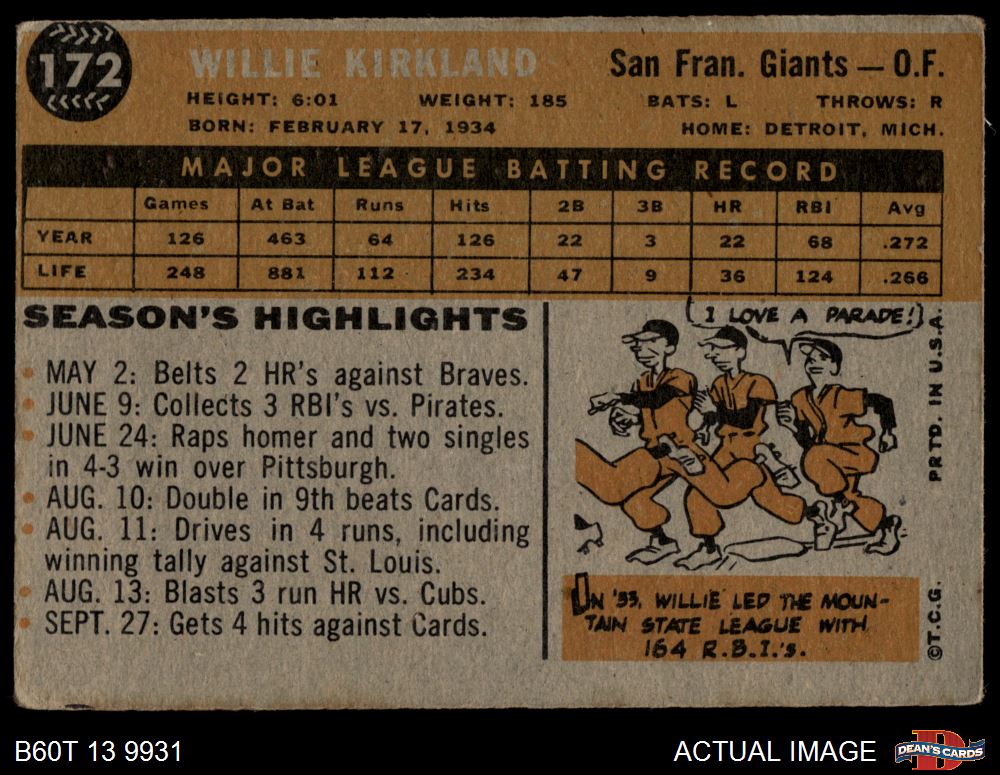 172
WILLIE KIRKLAND San Fran. Giants — O.F.
HEIGHT: 6:01 WEIGHT: 185 BATS: L THROWS: R
BORN: FEBRUARY 17, 1934 HOME: DETROIT, MICH.
MAJOR LEAGUE BATTING RECORD
Games At Bat Runs Hits 2B 3B HR RBI Avg
YEAR 126 463 64 126 22 3 22 68 .272
LIFE 248 881 112 234 47 9 36 124 .266
SEASON'S HIGHLIGHTS
• MAY 2: Belts 2 HR's against Braves.
• JUNE 9: Collects 3 RBI's vs. Pirates.
• JUNE 24: Raps homer and two singles
in 4-3 win over Pittsburgh.
• AUG. 10: Double in 9th beats Cards.
• AUG. 11: Drives in 4 runs, including
winning tally against St. Louis.
• AUG. 13: Blasts 3 run HR vs. Cubs.
• SEPT. 27: Gets 4 hits against Cards.
I LOVE A PARADE!
IN '53, WILLIE LED THE MOUN-
TAIN STATE LEAGUE WITH
164 R.B.I.'s.
PRTD. IN U.S.A.
©T.C.G.
B60T 13 9931
ACTUAL IMAGE
D
DEAN'S CARDS